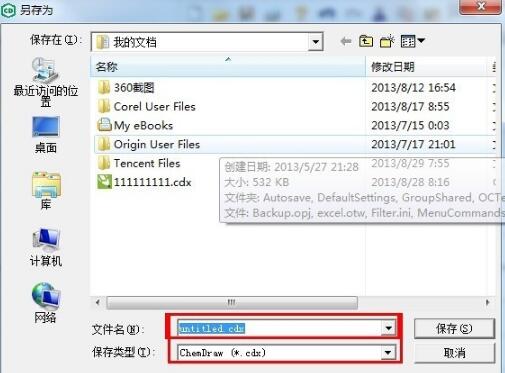 另存为
保存在(I):
我的文档
名称
修改日期
360截图
2013/8/12 16:54
Corel User Files
2013/8/17 8:55
My eBooks
2013/7/15 0:03
Origin User Files
2013/7/17 21:01
Tencent Files
2013/8/29 7:55
111111111.cdx
2013/8/28 8:16
创建日期: 2013/5/27 21:28
大小: 532 KB
文件夹: Autosave, DefaultSettings, GroupShared, OCTe
文件: Backup.opj, excel.otw, Filter.ini, MenuCommands
最近访问的位置
桌面
库
计算机
网络
文件名(N):
untitled.cdx
保存(S)
保存类型(T):
ChemDraw (*.cdx)
取消